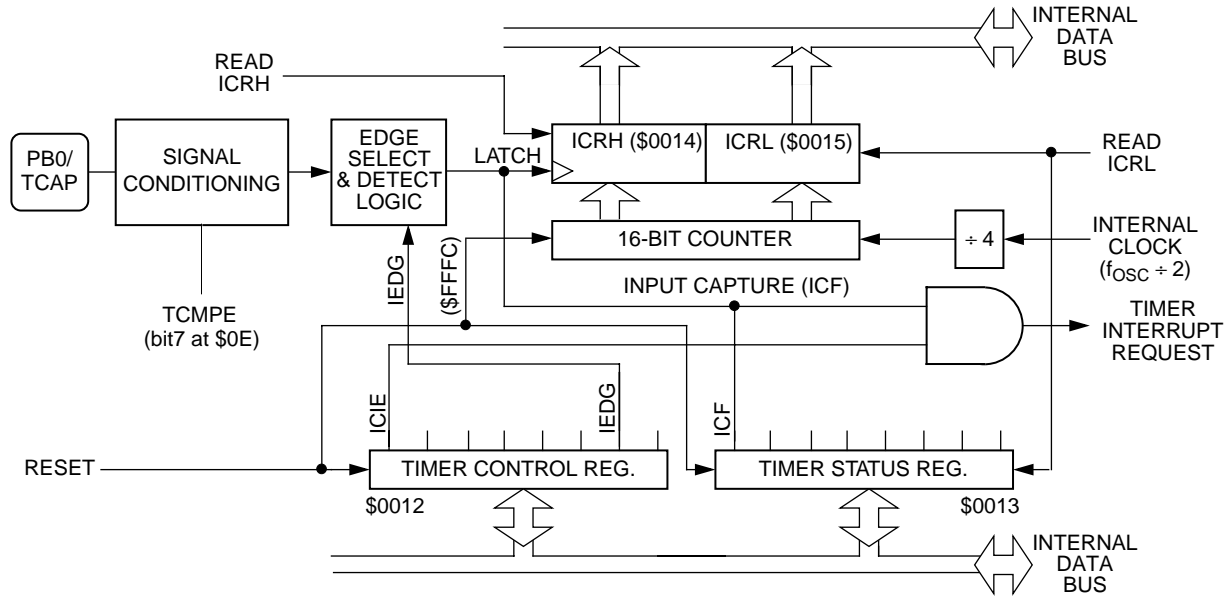 INTERNAL
DATA
BUS
READ
ICRH
PB0/
TCAP
SIGNAL
CONDITIONING
EDGE
SELECT
& DETECT
LOGIC
LATCH
ICRH ($0014)
ICRL ($0015)
READ
ICRL
16-BIT COUNTER
÷ 4
INTERNAL
CLOCK
(fOSC ÷ 2)
IEDG
($FFFC)
INPUT CAPTURE (ICF)
TCMPE
(bit7 at $0E)
TIMER
INTERRUPT
REQUEST
ICIE
IEDG
ICF
RESET
TIMER CONTROL REG.
TIMER STATUS REG.
$0012
$0013
INTERNAL
DATA
BUS